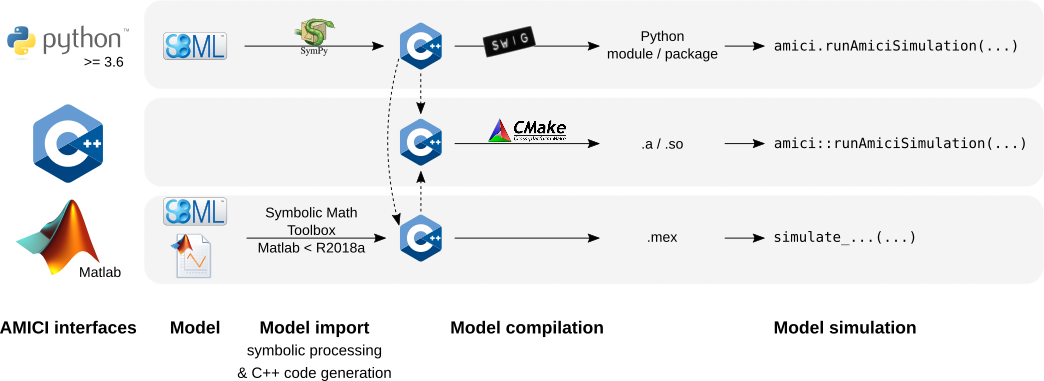 python™
>= 3.6
SBML
SymPy
C++
SWIG
Python
module / package
amici.runAmiciSimulation(...)
C++
C++
CMake
.a / .so
amici::runAmiciSimulation(...)
Matlab
SBML
Symbolic Math
Toolbox
Matlab < R2018a
C++
.mex
simulate_...(...)
AMICI interfaces
Model
Model import
symbolic processing
& C++ code generation
Model compilation
Model simulation